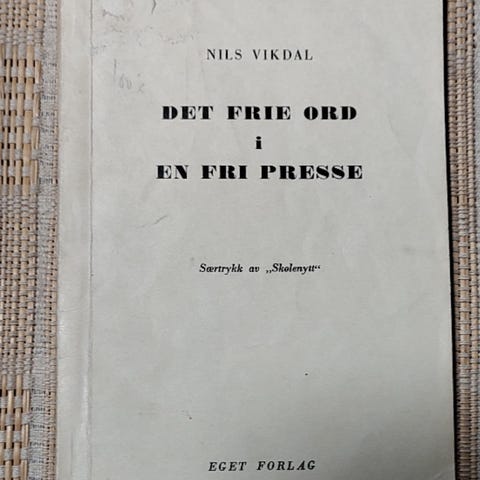 NILS VIKDAL
DET FRIE ORD
i
EN FRI PRESSE
Særtrykk av „Skolenytt“
EGET FORLAG